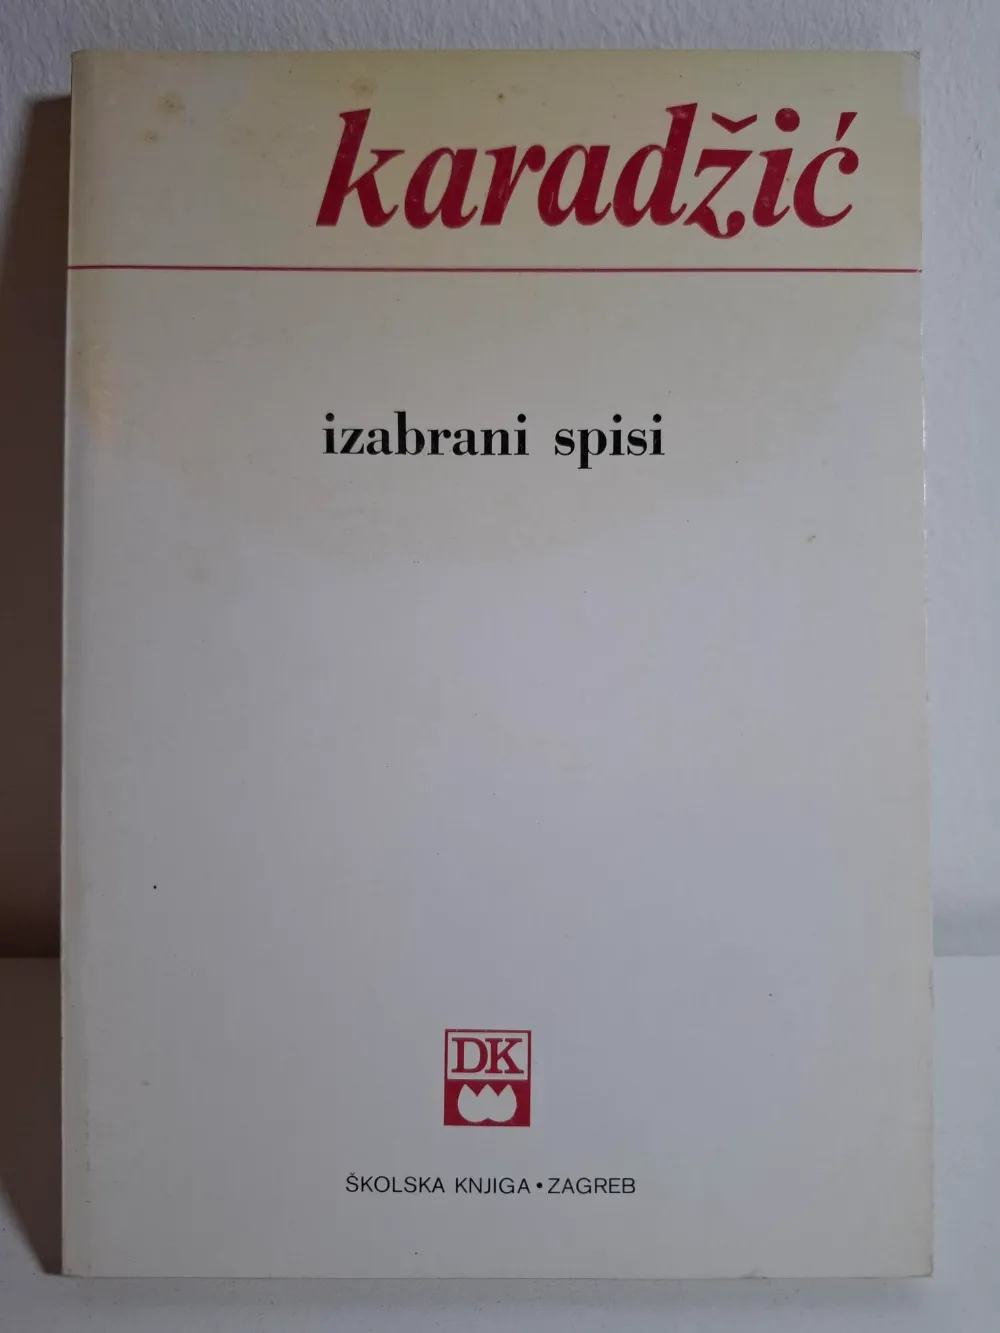 karadžić
izabrani spisi
DK
ŠKOLSKA KNJIGA • ZAGREB